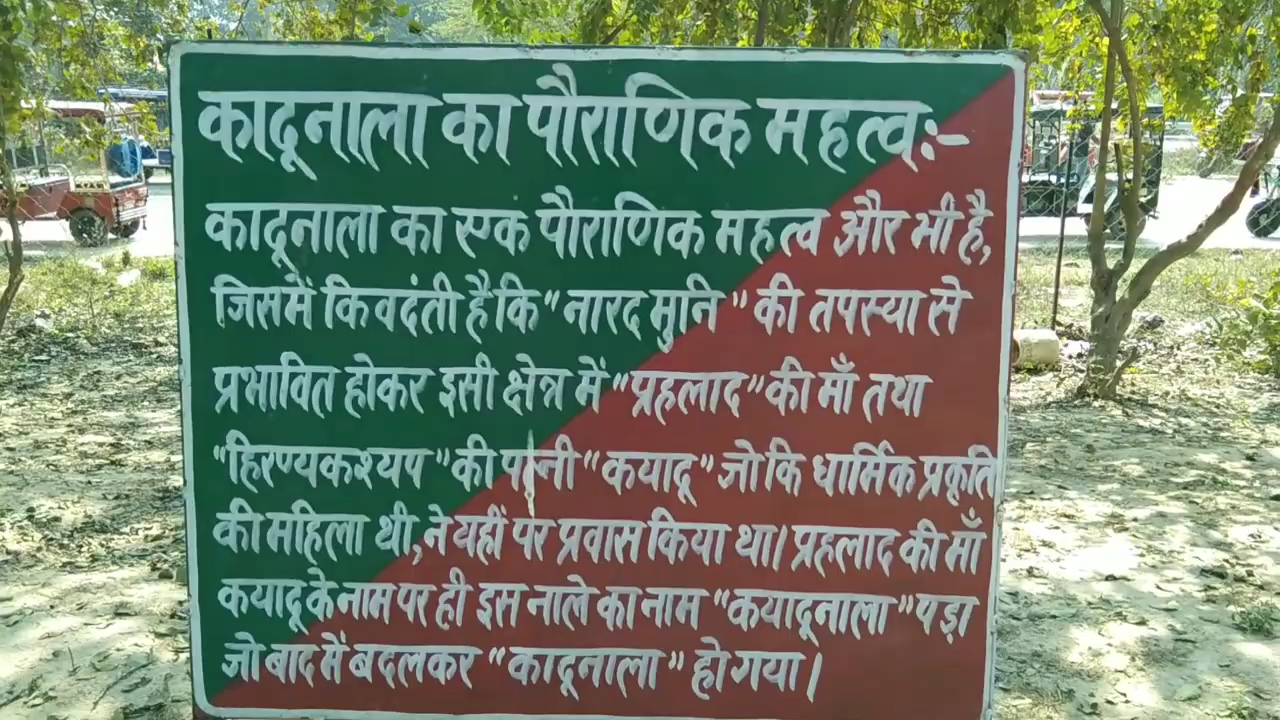 कादूनाला का पौराणिक महत्व:-
कादूनाला का एक पौराणिक महत्व और भी है,
जिसमें किवदंती है कि "नारद मुनि" की तपस्या से
प्रभावित होकर इसी क्षेत्र में "प्रहलाद" की माँ तथा
"हिरण्यकश्यप" की पत्नी "कयादू" जो कि धार्मिक प्रकृति
की महिला थी, ने यहीं पर प्रवास किया था। प्रहलाद की माँ
कयादू के नाम पर ही इस नाले का नाम "कयादूनाला" पड़ा
जो बाद में बदलकर "कादूनाला" हो गया।